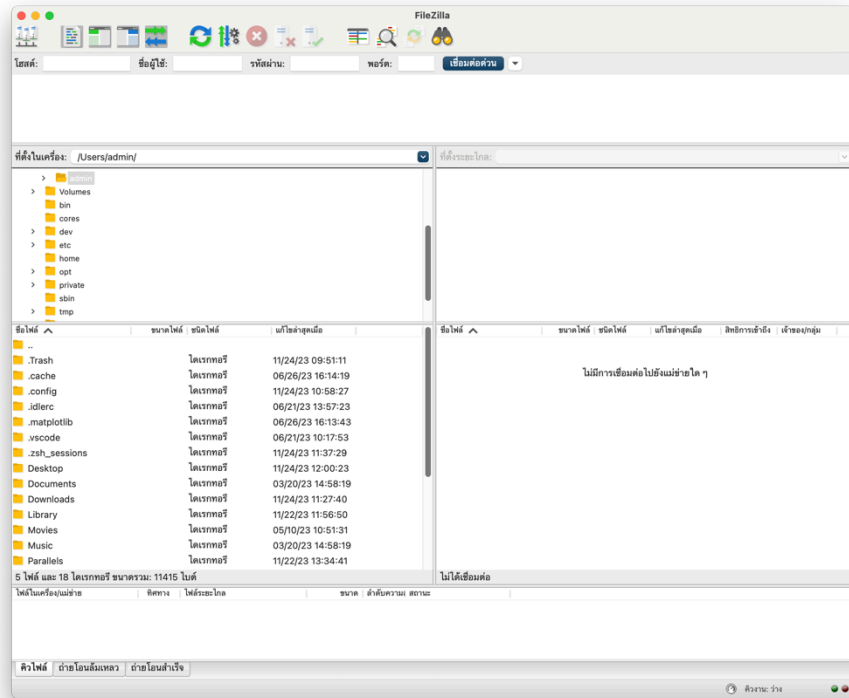 FileZilla
โฮสต์: ชื่อผู้ใช้: รหัสผ่าน: พอร์ต: เชื่อมต่อด่วน
ที่ตั้งในเครื่อง: /Users/admin/
ที่ตั้งระยะไกล:
admin
Volumes
bin
cores
dev
etc
home
opt
private
sbin
tmp
ชื่อไฟล์ ขนาดไฟล์ ชนิดไฟล์ แก้ไขล่าสุดเมื่อ
..
.Trash ไดเรกทอรี 11/24/23 09:51:11
.cache ไดเรกทอรี 06/26/23 16:14:19
.config ไดเรกทอรี 11/24/23 10:58:27
.idlerc ไดเรกทอรี 06/21/23 13:57:23
.matplotlib ไดเรกทอรี 06/26/23 16:13:43
.vscode ไดเรกทอรี 06/21/23 10:17:53
.zsh_sessions ไดเรกทอรี 11/24/23 11:37:29
Desktop ไดเรกทอรี 11/24/23 12:00:23
Documents ไดเรกทอรี 03/20/23 14:58:19
Downloads ไดเรกทอรี 11/24/23 11:27:40
Library ไดเรกทอรี 11/22/23 11:56:50
Movies ไดเรกทอรี 05/10/23 10:51:31
Music ไดเรกทอรี 03/20/23 14:58:19
Parallels ไดเรกทอรี 11/22/23 13:34:41
5 ไฟล์ และ 18 ไดเรกทอรี ขนาดรวม: 11415 ไบต์
ชื่อไฟล์ ขนาดไฟล์ ชนิดไฟล์ แก้ไขล่าสุดเมื่อ สิทธิการเข้าถึง เจ้าของ/กลุ่ม
ไม่มีการเชื่อมต่อไปยังแม่ข่ายใด ๆ
ไม่ได้เชื่อมต่อ
ไฟล์ในเครื่อง/แม่ข่าย ทิศทาง ไฟล์ระยะไกล ขนาด ลำดับความ สถานะ
คิวไฟล์ ถ่ายโอนล้มเหลว ถ่ายโอนสำเร็จ
คิวงาน: ว่าง